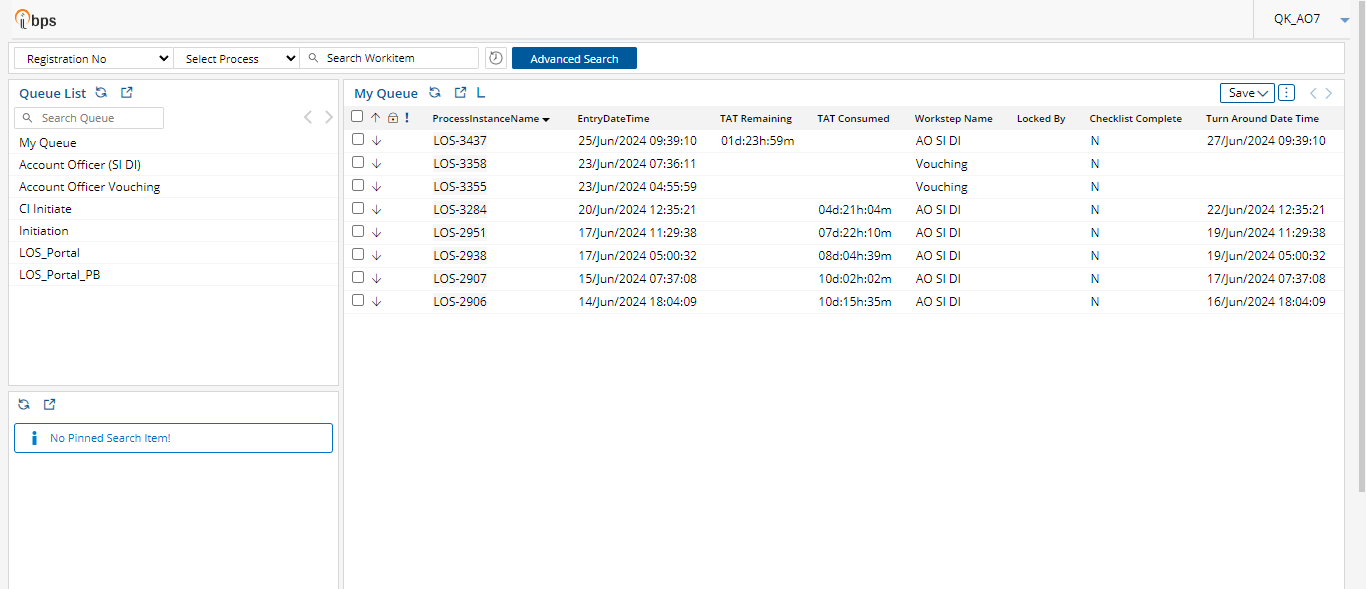 ibps
QK_AO7
Registration No Select Process Search Workitem Advanced Search
Queue List
Search Queue
My Queue
Account Officer (SI DI)
Account Officer Vouching
CI Initiate
Initiation
LOS_Portal
LOS_Portal_PB
No Pinned Search Item!
My Queue L Save
ProcessInstanceName EntryDateTime TAT Remaining TAT Consumed Workstep Name Locked By Checklist Complete Turn Around Date Time
LOS-3437 25/Jun/2024 09:39:10 01d:23h:59m AO SI DI N 27/Jun/2024 09:39:10
LOS-3358 23/Jun/2024 07:36:11 Vouching N
LOS-3355 23/Jun/2024 04:55:59 Vouching N
LOS-3284 20/Jun/2024 12:35:21 04d:21h:04m AO SI DI N 22/Jun/2024 12:35:21
LOS-2951 17/Jun/2024 11:29:38 07d:22h:10m AO SI DI N 19/Jun/2024 11:29:38
LOS-2938 17/Jun/2024 05:00:32 08d:04h:39m AO SI DI N 19/Jun/2024 05:00:32
LOS-2907 15/Jun/2024 07:37:08 10d:02h:02m AO SI DI N 17/Jun/2024 07:37:08
LOS-2906 14/Jun/2024 18:04:09 10d:15h:35m AO SI DI N 16/Jun/2024 18:04:09